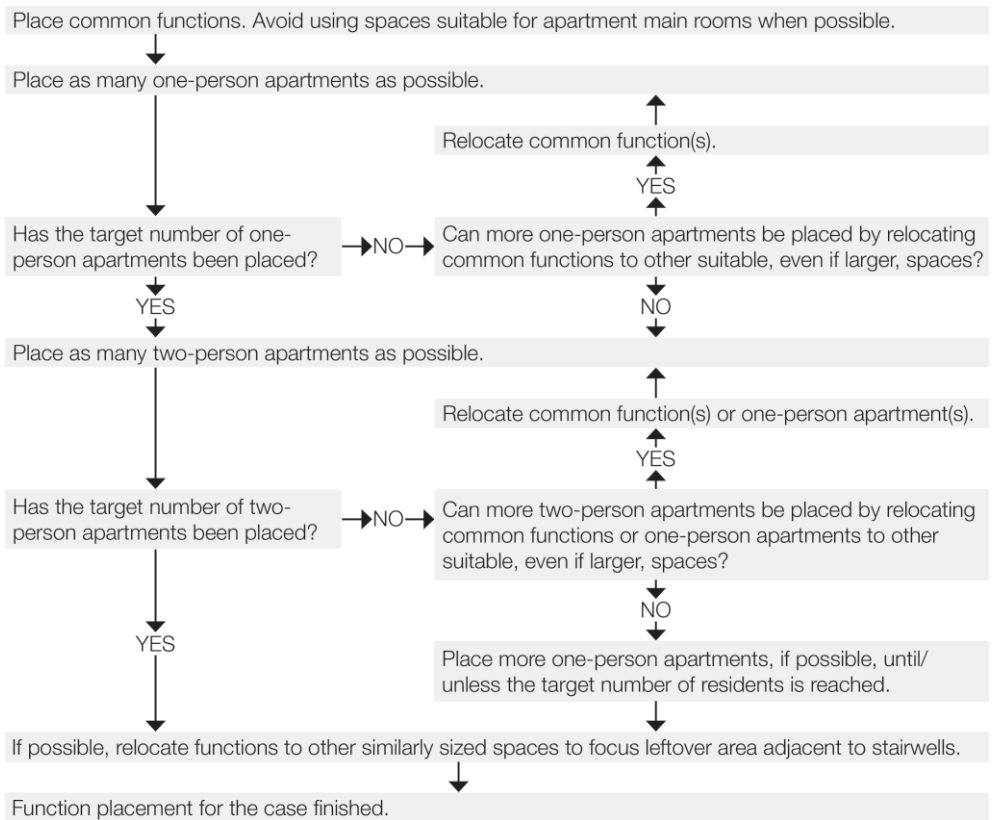 Place common functions. Avoid using spaces suitable for apartment main rooms when possible.
Place as many one-person apartments as possible.
Relocate common function(s).
YES
Has the target number of one-
person apartments been placed?
NO
Can more one-person apartments be placed by relocating
common functions to other suitable, even if larger, spaces?
YES
NO
Place as many two-person apartments as possible.
Relocate common function(s) or one-person apartment(s).
YES
Has the target number of two-
person apartments been placed?
NO
Can more two-person apartments be placed by relocating
common functions or one-person apartments to other
suitable, even if larger, spaces?
NO
YES
Place more one-person apartments, if possible, until/
unless the target number of residents is reached.
If possible, relocate functions to other similarly sized spaces to focus leftover area adjacent to stairwells.
Function placement for the case finished.